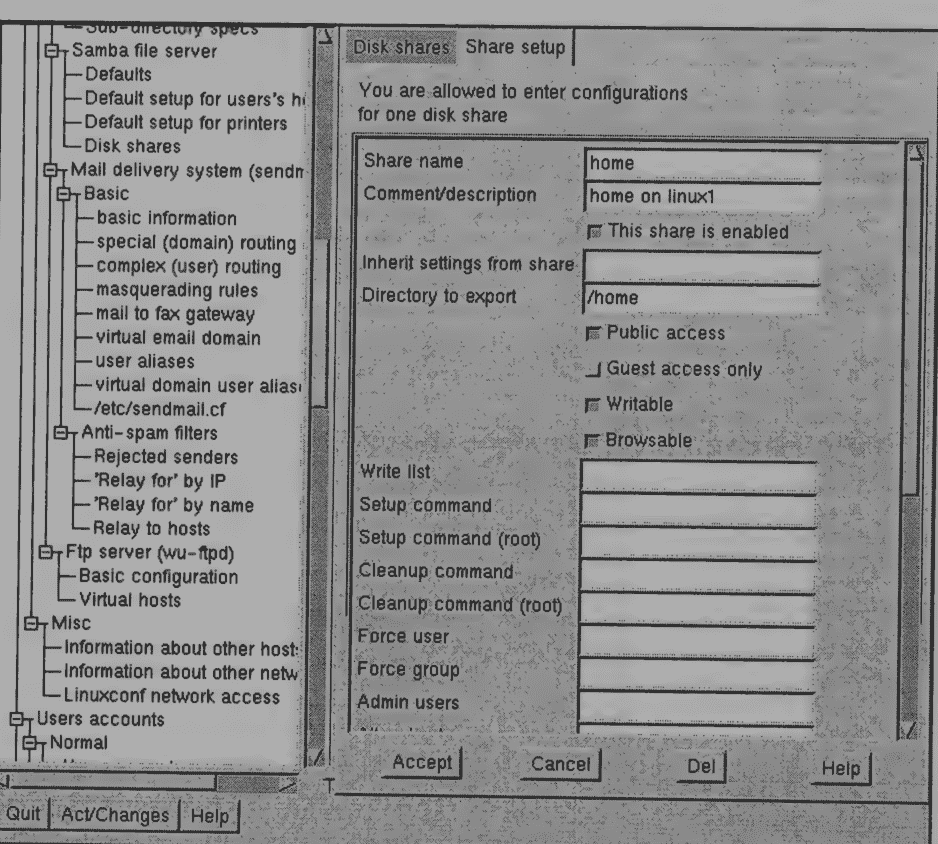 Sub-directory specs
Samba file server
Defaults
Default setup for users's h
Default setup for printers
Disk shares
Mail delivery system (sendm
Basic
basic information
special (domain) routing
complex (user) routing
masquerading rules
mail to fax gateway
virtual email domain
user aliases
virtual domain user alias
/etc/sendmail.cf
Anti-spam filters
Rejected senders
'Relay for' by IP
'Relay for' by name
Relay to hosts
Ftp server (wu-ftpd)
Basic configuration
Virtual hosts
Misc
Information about other host
Information about other netw
Linuxconf network access
Users accounts
Normal
Quit Act/Changes Help
Disk shares Share setup
You are allowed to enter configurations
for one disk share
Share name home
Comment/description home on linux1
This share is enabled
Inherit settings from share
Directory to export /home
Public access
Guest access only
Writable
Browsable
Write list
Setup command
Setup command (root)
Cleanup command
Cleanup command (root)
Force user
Force group
Admin users
Accept Cancel Del Help